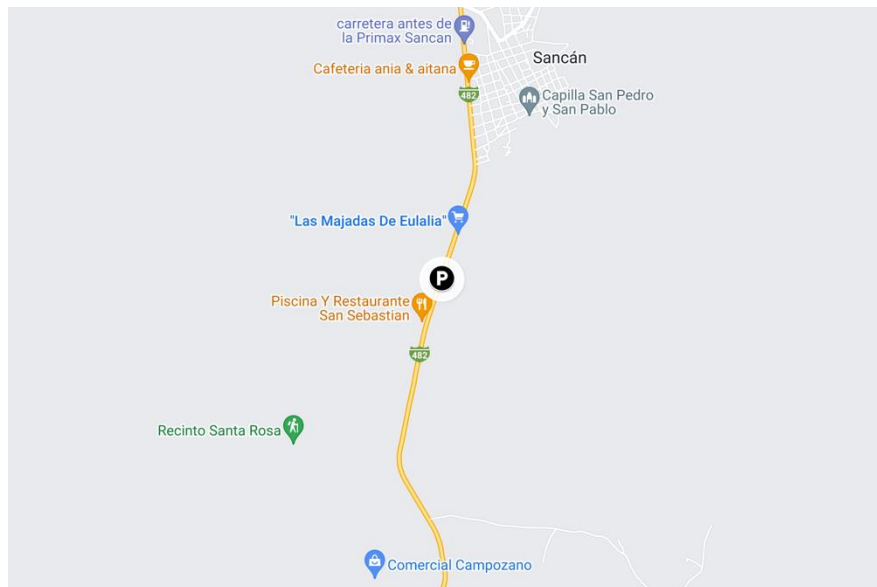 carretera antes de
la Primax Sancan
Sancán
Cafeteria ania & aitana
482
Capilla San Pedro
y San Pablo
"Las Majadas De Eulalia"
P
Piscina Y Restaurante
San Sebastian
482
Recinto Santa Rosa
Comercial Campozano